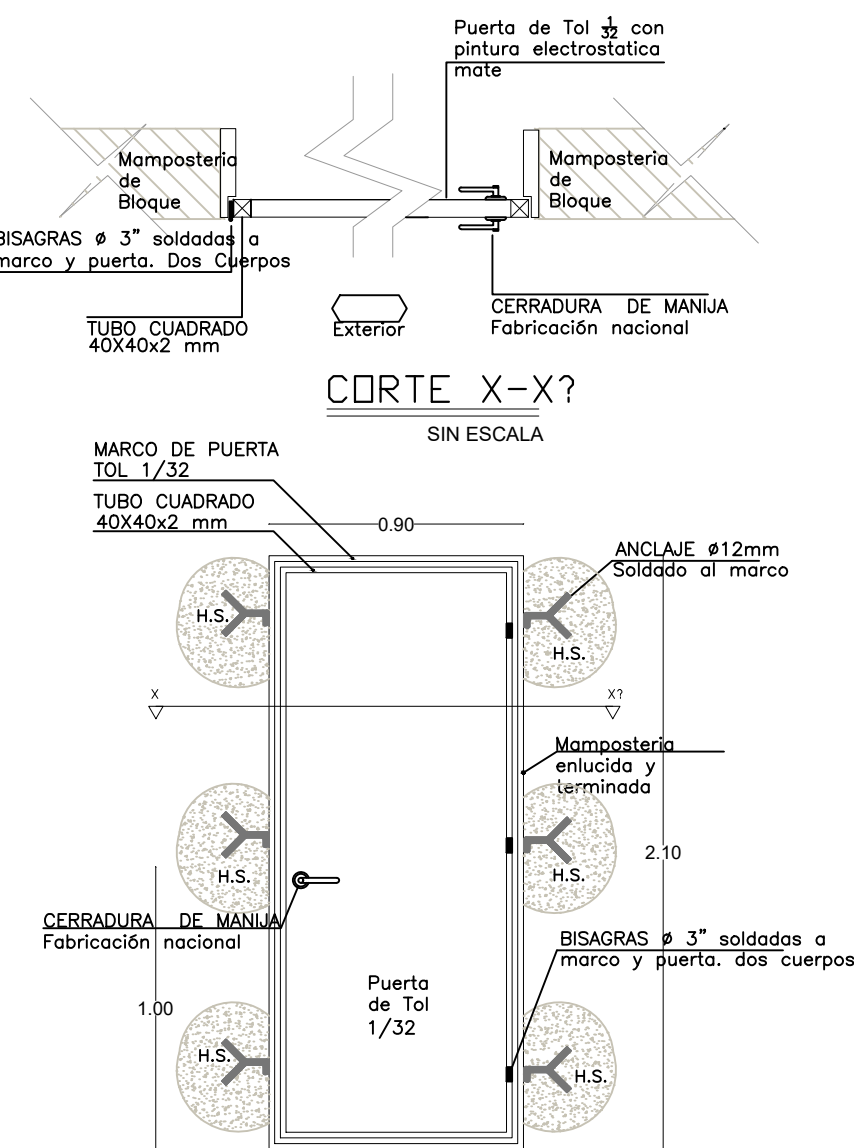 Puerta de Tol 1/32 con
pintura electrostatica
mate
Mamposteria
de
Bloque
Mamposteria
de
Bloque
BISAGRAS ø 3” soldadas a
marco y puerta. Dos Cuerpos
TUBO CUADRADO
40X40x2 mm
Exterior
CERRADURA DE MANIJA
Fabricación nacional
CORTE X-X?
SIN ESCALA
MARCO DE PUERTA
TOL 1/32
TUBO CUADRADO
40X40x2 mm
0.90
ANCLAJE ø12mm
Soldado al marco
H.S.
H.S.
X
X?
Mamposteria
enlucida y
terminada
2.10
H.S.
H.S.
CERRADURA DE MANIJA
Fabricación nacional
BISAGRAS ø 3” soldadas a
marco y puerta. dos cuerpos
Puerta
de Tol
1/32
1.00
H.S.
H.S.